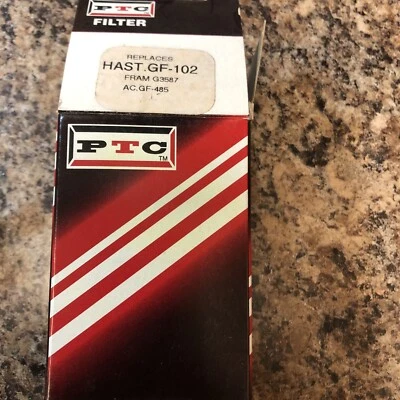 PTC
FILTER
REPLACES
HAST.GF-102
FRAM G3587
AC.GF-485
PTC
TM